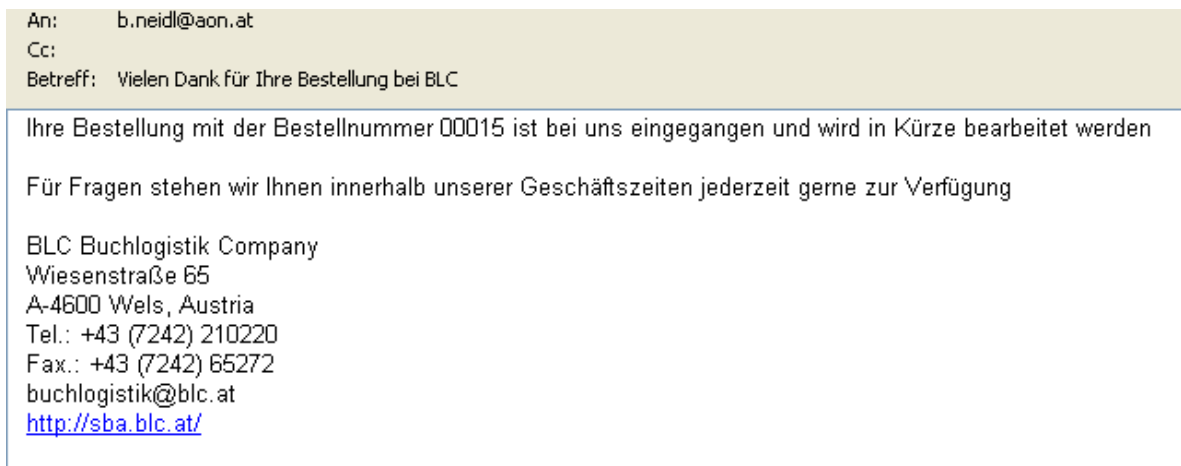 An: b.neidl@aon.at
Cc:
Betreff: Vielen Dank für Ihre Bestellung bei BLC
Ihre Bestellung mit der Bestellnummer 00015 ist bei uns eingegangen und wird in Kürze bearbeitet werden
Für Fragen stehen wir Ihnen innerhalb unserer Geschäftszeiten jederzeit gerne zur Verfügung
BLC Buchlogistik Company
Wiesenstraße 65
A-4600 Wels, Austria
Tel.: +43 (7242) 210220
Fax.: +43 (7242) 65272
buchlogistik@blc.at
http://sba.blc.at/